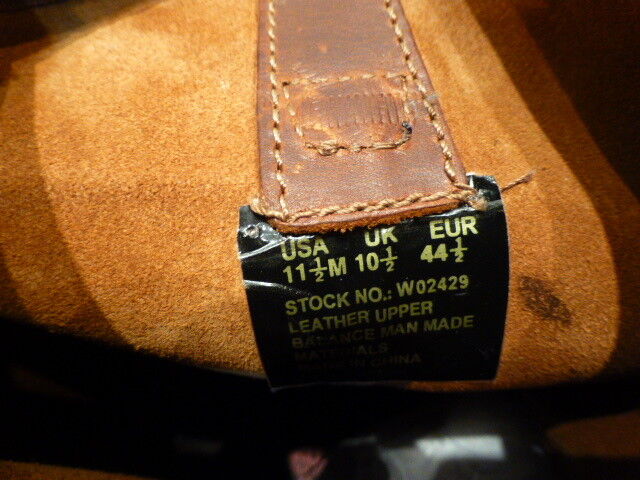 USA UK EUR
11½M 10½ 44½
STOCK NO.: W02429
LEATHER UPPER
BALANCE MAN MADE
MATERIALS
MADE IN CHINA